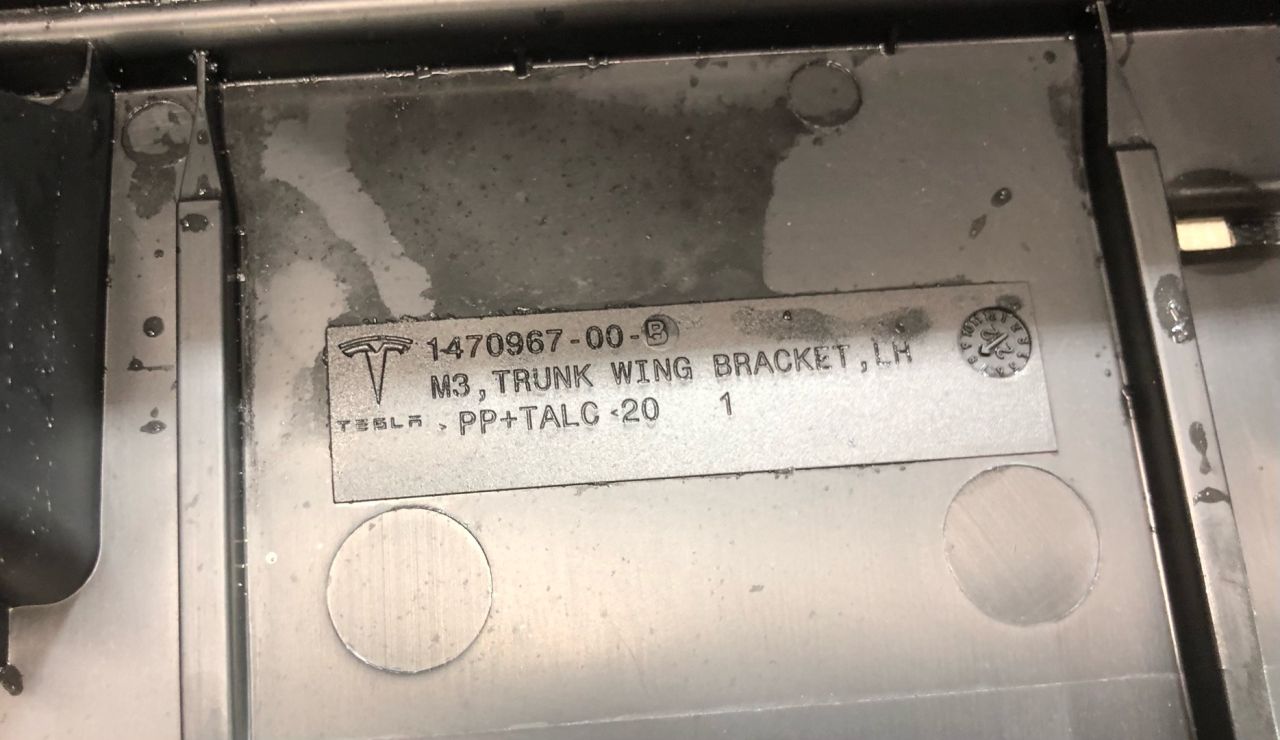 1470967-00-B
M3,TRUNK WING BRACKET,LH
TESLA
PP+TALC 20 1